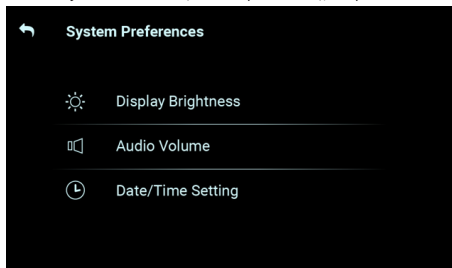 System Preferences
Display Brightness
Audio Volume
Date/Time Setting